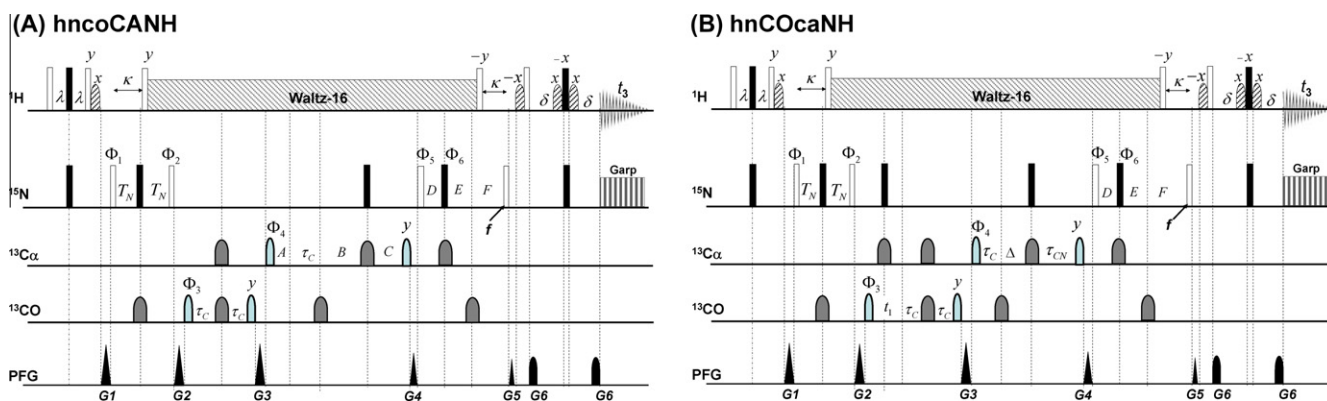 (A) hncoCANH
y y −y −x -x
x κ κ x x t3
λ λ Waltz-16 δ δ
1H
Φ1 Φ2 Φ5 Φ6
TN TN D E F Garp
15N
f
Φ4 y
A τC B C
13Cα
Φ3 y
τC τC
13CO
PFG
G1 G2 G3 G4 G5 G6 G6
(B) hnCOcaNH
y y −y −x -x
x κ κ x x t3
λ λ Waltz-16 δ δ
1H
Φ1 Φ2 Φ5 Φ6
TN TN D E F Garp
15N
f
Φ4 y
τC Δ τCN
13Cα
Φ3 y
t1 τC τC
13CO
PFG
G1 G2 G3 G4 G5 G6 G6